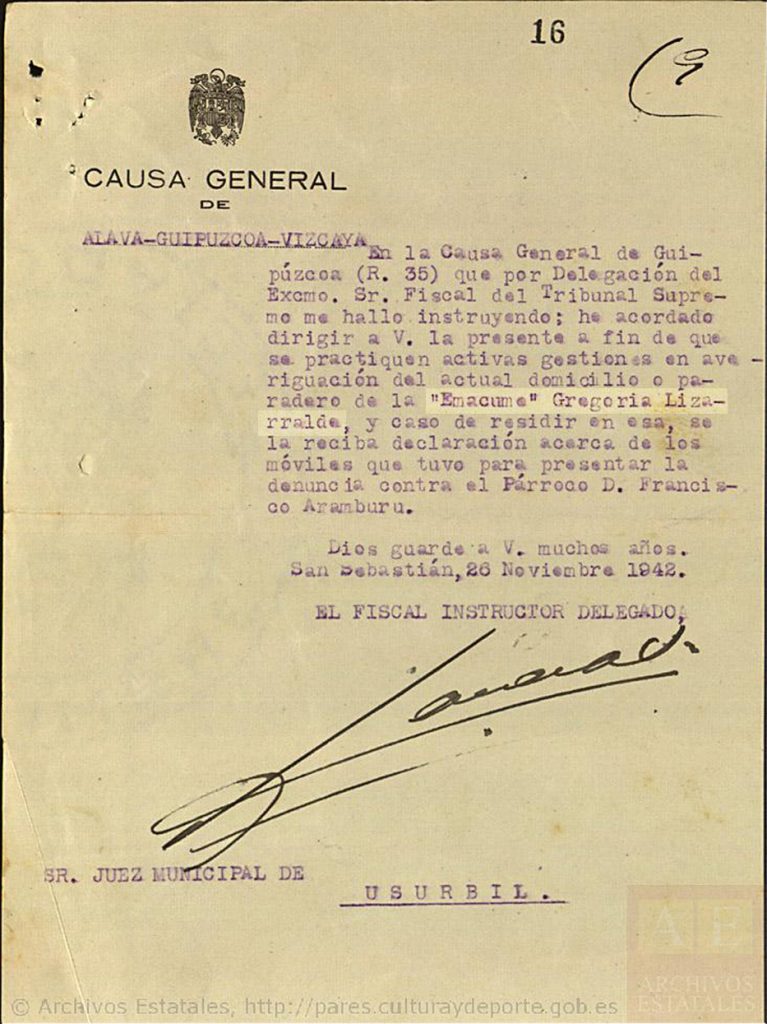 16
9
CAUSA GENERAL
DE
ALAVA-GUIPUZCOA-VIZCAYA
En la Causa General de Gui-
púzcoa (R. 35) que por Delegación del
Excmo. Sr. Fiscal del Tribunal Supre-
mo me hallo instruyendo; he acordado
dirigir a V. la presente a fin de que
se practiquen activas gestiones en ave-
riguación del actual domicilio o pa-
radero de la "Emacume" Gregoria Liza-
rralde, y caso de residir en esa, se
la reciba declaración acerca de los
móviles que tuvo para presentar la
denuncia contra el Párroco D. Francis-
co Aramburu.
Dios guarde a V. muchos años.
San Sebastián, 26 Noviembre 1942.
EL FISCAL INSTRUCTOR DELEGADO,
SR. JUEZ MUNICIPAL DE
USURBIL.
AE
ARCHIVOS
ESTATALES
© Archivos Estatales, http://pares.culturaydeporte.gob.es